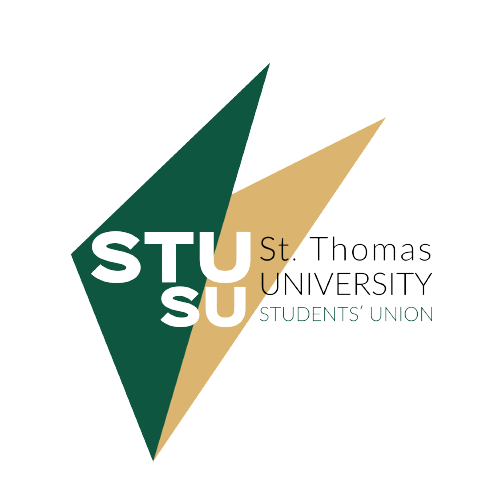 STU
SU
St. Thomas
UNIVERSITY
STUDENTS' UNION